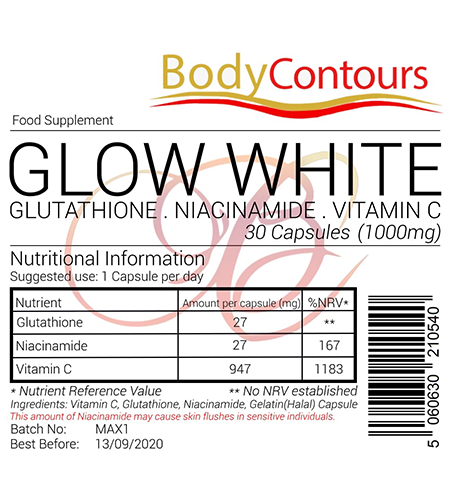 BodyContours
Food Supplement
GLOW WHITE
GLUTATHIONE . NIACINAMIDE . VITAMIN C
30 Capsules (1000mg)
Nutritional Information
Suggested use: 1 Capsule per day
Nutrient Amount per capsule (mg) %NRV*
Glutathione 27 **
Niacinamide 27 167
Vitamin C 947 1183
* Nutrient Reference Value ** No NRV established
Ingredients: Vitamin C, Glutathione, Niacinamide, Gelatin(Halal) Capsule
This amount of Niacinamide may cause skin flushes in sensitive individuals.
Batch No: MAX1
Best Before: 13/09/2020
5 060630 210540